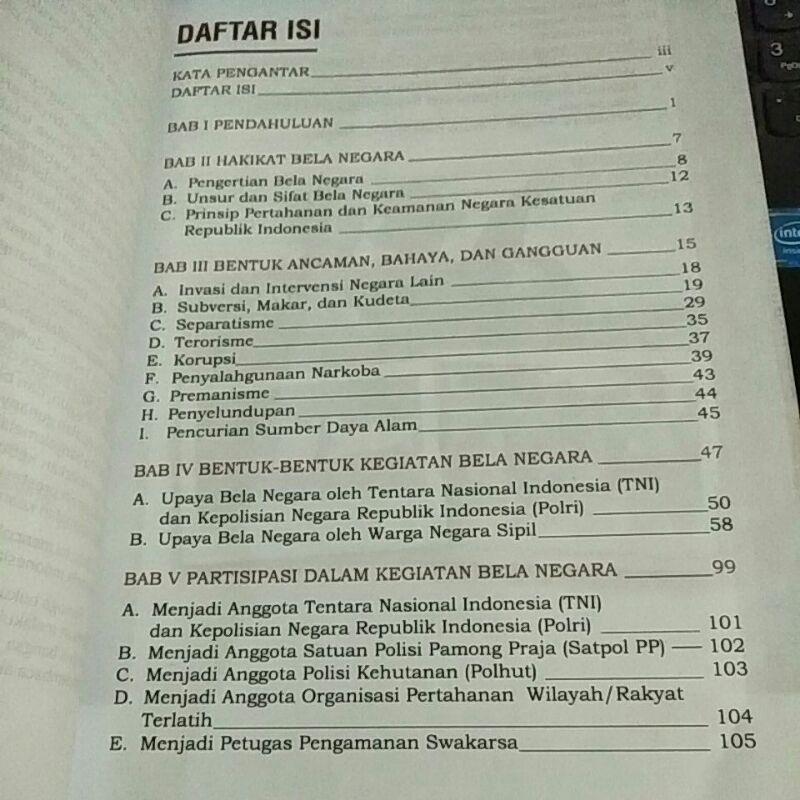 DAFTAR ISI
KATA PENGANTAR iii
DAFTAR ISI v
BAB I PENDAHULUAN 1
BAB II HAKIKAT BELA NEGARA 7
A. Pengertian Bela Negara 8
B. Unsur dan Sifat Bela Negara 12
C. Prinsip Pertahanan dan Keamanan Negara Kesatuan
Republik Indonesia 13
BAB III BENTUK ANCAMAN, BAHAYA, DAN GANGGUAN 15
A. Invasi dan Intervensi Negara Lain 18
B. Subversi, Makar, dan Kudeta 19
C. Separatisme 29
D. Terorisme 35
E. Korupsi 37
F. Penyalahgunaan Narkoba 39
G. Premanisme 43
H. Penyelundupan 44
I. Pencurian Sumber Daya Alam 45
BAB IV BENTUK-BENTUK KEGIATAN BELA NEGARA 47
A. Upaya Bela Negara oleh Tentara Nasional Indonesia (TNI)
dan Kepolisian Negara Republik Indonesia (Polri) 50
B. Upaya Bela Negara oleh Warga Negara Sipil 58
BAB V PARTISIPASI DALAM KEGIATAN BELA NEGARA 99
A. Menjadi Anggota Tentara Nasional Indonesia (TNI)
dan Kepolisian Negara Republik Indonesia (Polri) 101
B. Menjadi Anggota Satuan Polisi Pamong Praja (Satpol PP) 102
C. Menjadi Anggota Polisi Kehutanan (Polhut) 103
D. Menjadi Anggota Organisasi Pertahanan Wilayah/Rakyat
Terlatih 104
E. Menjadi Petugas Pengamanan Swakarsa 105
3